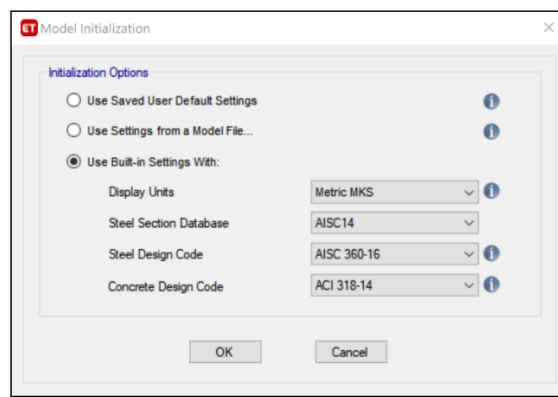 ET Model Initialization
Initialization Options
Use Saved User Default Settings
Use Settings from a Model File...
Use Built-in Settings With:
Display Units Metric MKS
Steel Section Database AISC14
Steel Design Code AISC 360-16
Concrete Design Code ACI 318-14
OK Cancel